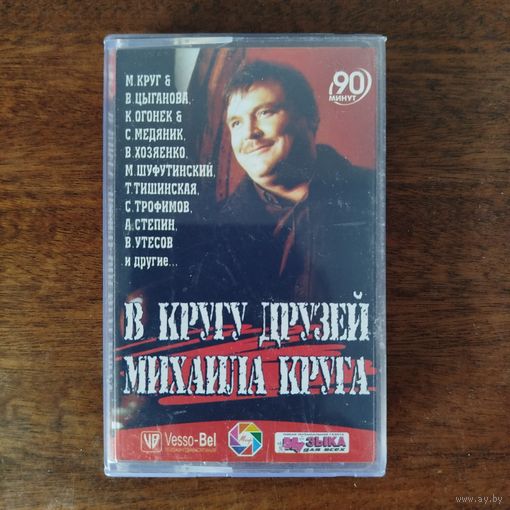 М.КРУГ &
В.ЦЫГАНОВА,
К.ОГОНЕК &
С.МЕДЯНИК,
В.ХОЗЯЕНКО,
М.ШУФУТИНСКИЙ,
Т.ТИШИНСКАЯ,
С.ТРОФИМОВ,
А.СТЕПИН,
В.УТЕСОВ
и другие...
90
МИНУТ
В КРУГУ ДРУЗЕЙ
МИХАИЛА КРУГА
VB Vesso-Bel
МУЗЫКА
ДЛЯ ВСЕХ
www.ay.by